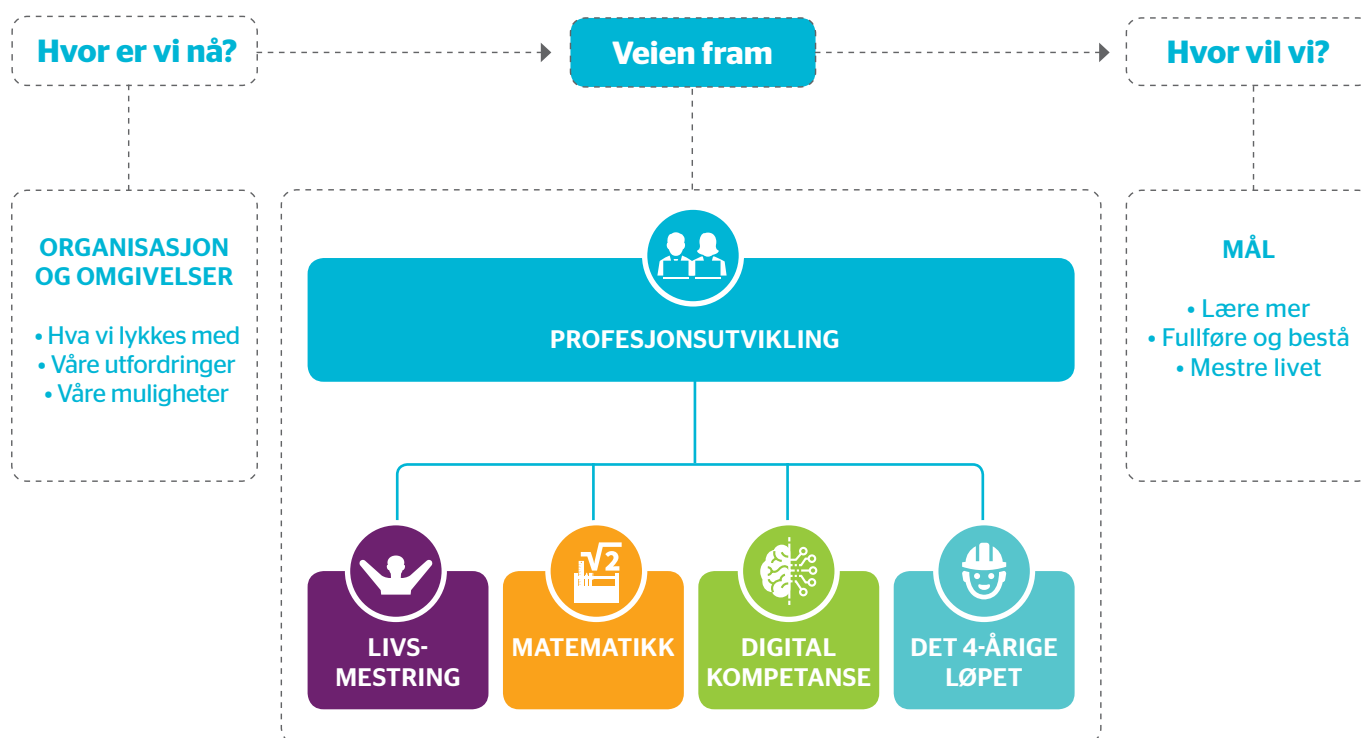 Hvor er vi nå?
Veien fram
Hvor vil vi?
ORGANISASJON
OG OMGIVELSER
• Hva vi lykkes med
• Våre utfordringer
• Våre muligheter
PROFESJONSUTVIKLING
MÅL
• Lære mer
• Fullføre og bestå
• Mestre livet
√2
LIVS-
MESTRING
MATEMATIKK
DIGITAL
KOMPETANSE
DET 4-ÅRIGE
LØPET